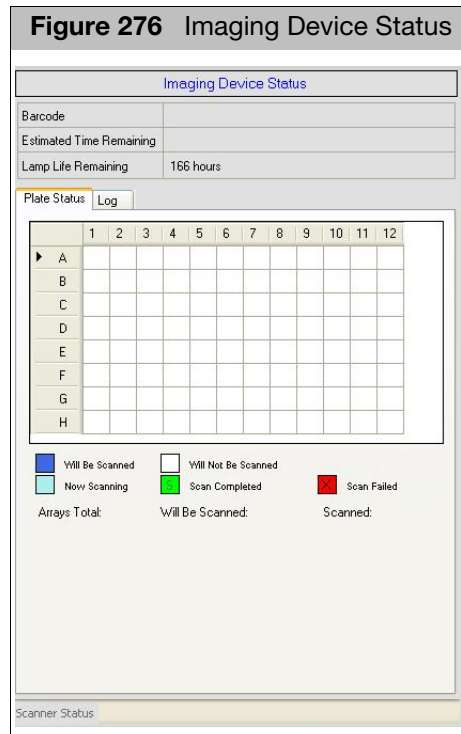 Figure 276 Imaging Device Status
Imaging Device Status
Barcode
Estimated Time Remaining
Lamp Life Remaining 166 hours
Plate Status Log
1 2 3 4 5 6 7 8 9 10 11 12
A
B
C
D
E
F
G
H
Will Be Scanned Will Not Be Scanned
Now Scanning S Scan Completed X Scan Failed
Arrays Total: Will Be Scanned: Scanned:
Scanner Status